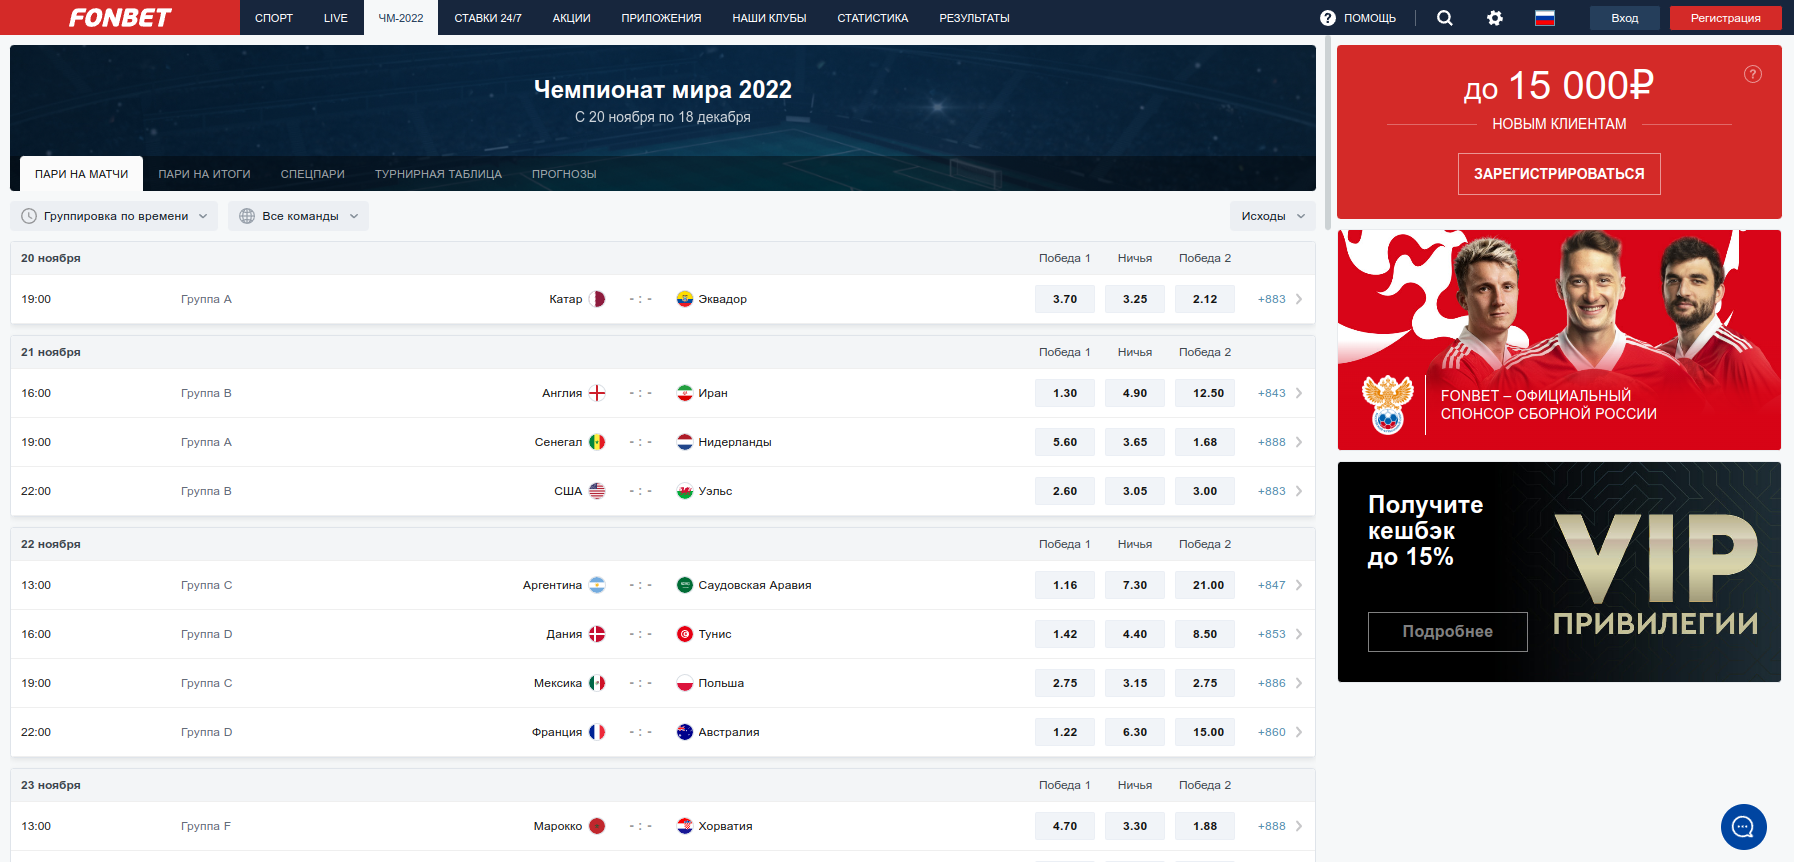 FONBET
СПОРТ LIVE ЧМ-2022 СТАВКИ 24/7 АКЦИИ ПРИЛОЖЕНИЯ НАШИ КЛУБЫ СТАТИСТИКА РЕЗУЛЬТАТЫ
? ПОМОЩЬ
Вход
Регистрация
Чемпионат мира 2022
С 20 ноября по 18 декабря
ПАРИ НА МАТЧИ ПАРИ НА ИТОГИ СПЕЦПАРИ ТУРНИРНАЯ ТАБЛИЦА ПРОГНОЗЫ
Группировка по времени Все команды Исходы
20 ноября Победа 1 Ничья Победа 2
19:00 Группа A Катар - : - Эквадор 3.70 3.25 2.12 +883
21 ноября Победа 1 Ничья Победа 2
16:00 Группа B Англия - : - Иран 1.30 4.90 12.50 +843
19:00 Группа A Сенегал - : - Нидерланды 5.60 3.65 1.68 +888
22:00 Группа B США - : - Уэльс 2.60 3.05 3.00 +883
22 ноября Победа 1 Ничья Победа 2
13:00 Группа C Аргентина - : - Саудовская Аравия 1.16 7.30 21.00 +847
16:00 Группа D Дания - : - Тунис 1.42 4.40 8.50 +853
19:00 Группа C Мексика - : - Польша 2.75 3.15 2.75 +886
22:00 Группа D Франция - : - Австралия 1.22 6.30 15.00 +860
23 ноября Победа 1 Ничья Победа 2
13:00 Группа F Марокко - : - Хорватия 4.70 3.30 1.88 +888
до 15 000₽
?
НОВЫМ КЛИЕНТАМ
ЗАРЕГИСТРИРОВАТЬСЯ
FONBET – ОФИЦИАЛЬНЫЙ
СПОНСОР СБОРНОЙ РОССИИ
Получите
кешбэк
до 15%
Подробнее
VIP
ПРИВИЛЕГИИ